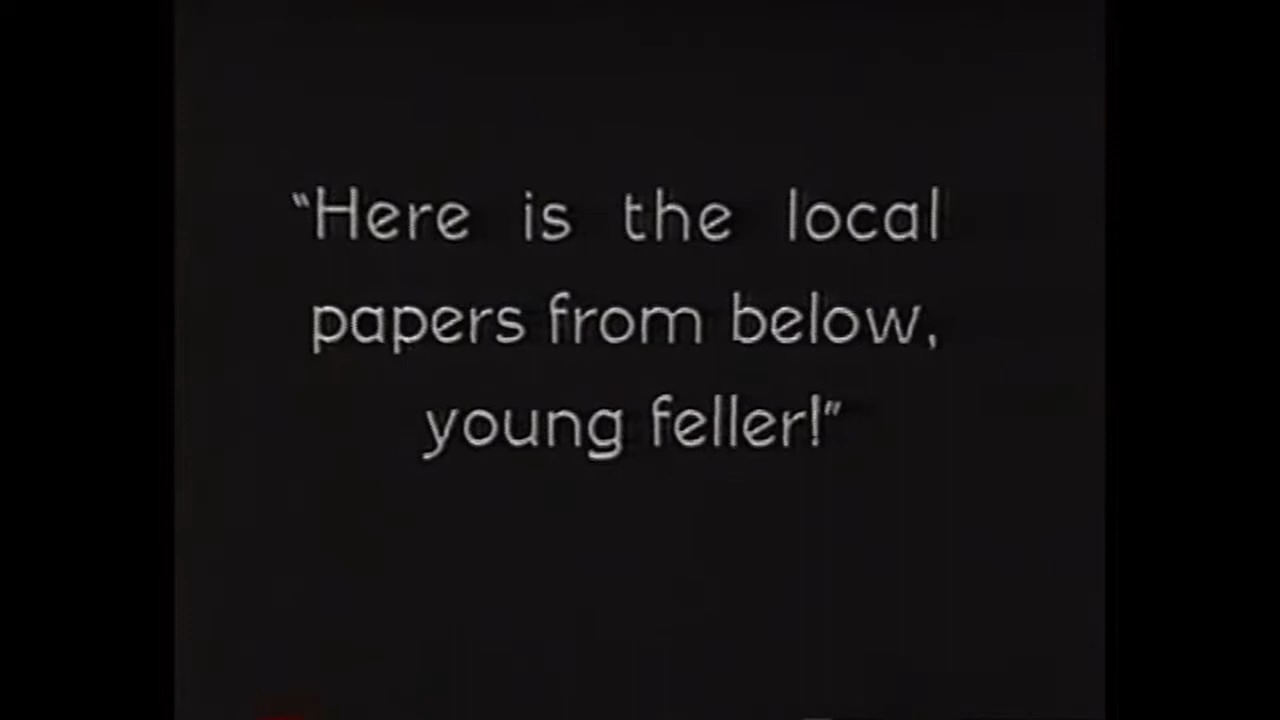 “Here is the local
papers from below,
young feller!”